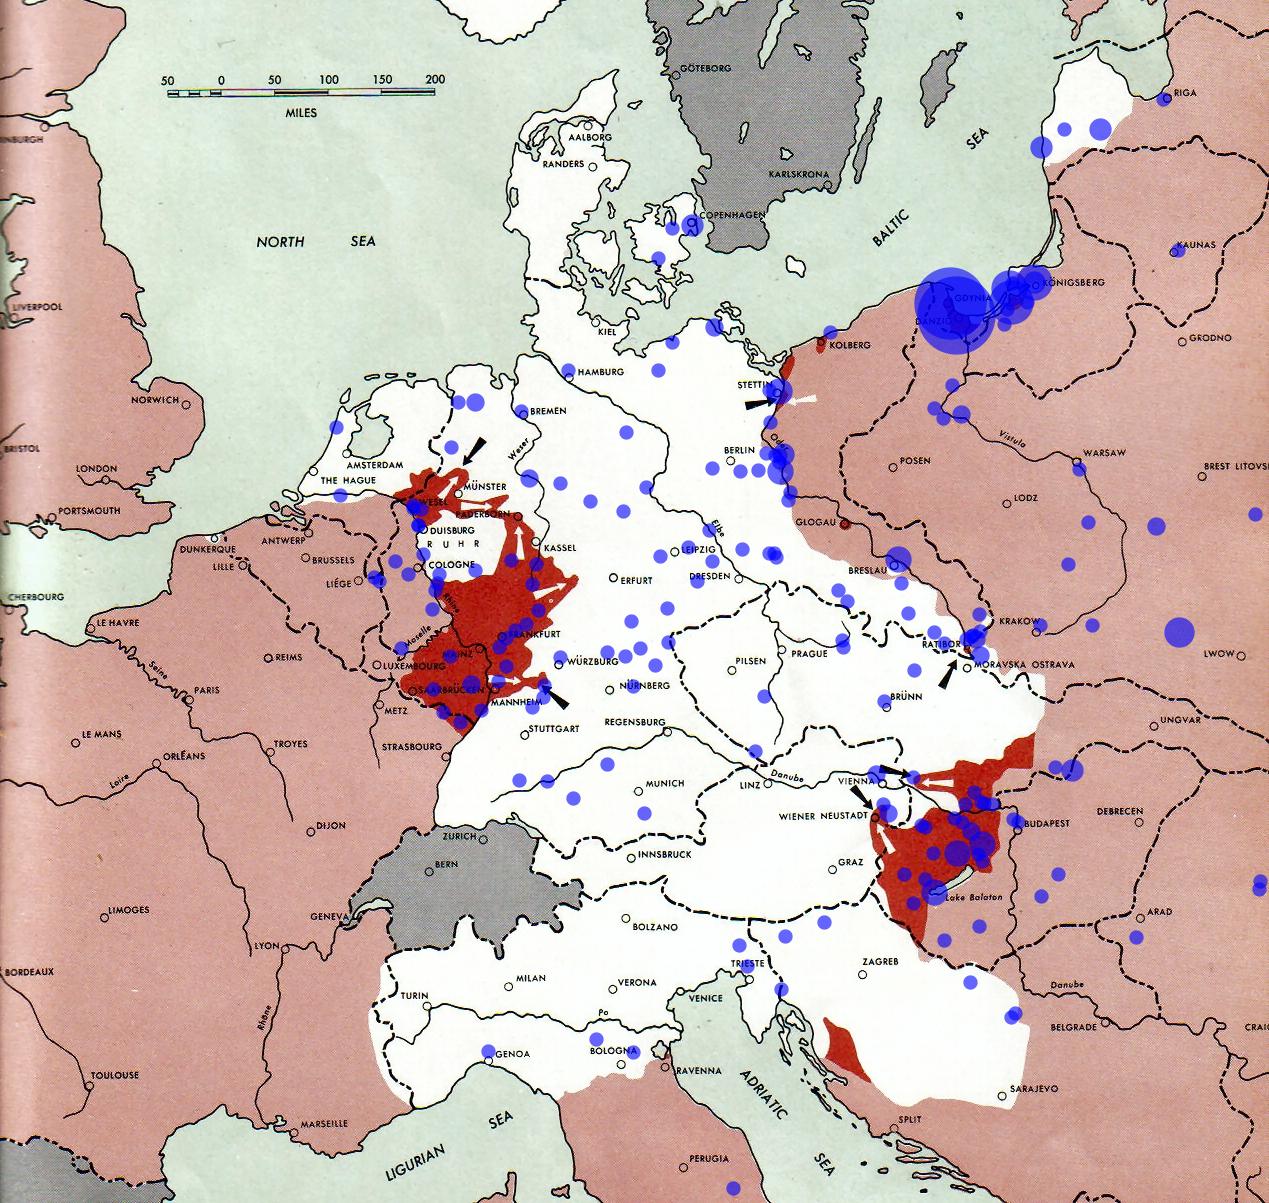 50 0 50 100 150 200
MILES
GÖTEBORG
AALBORG
RANDERS
KARLSKRONA
COPENHAGEN
BALTIC
SEA
RIGA
NORTH SEA
KAUNAS
KÖNIGSBERG
GDYNIA
DANZIG
GRODNO
LIVERPOOL
KIEL
KOLBERG
HAMBURG
STETTIN
NORWICH
BREMEN
Weser
BRISTOL
LONDON
AMSTERDAM
THE HAGUE
BERLIN
Oder
POSEN
Vistula
WARSAW
BREST LITOVS
LODZ
PORTSMOUTH
WESEL
MÜNSTER
PADERBORN
DUISBURG
RUHR
KASSEL
Elbe
GLOGAU
DUNKERQUE
LILLE
ANTWERP
BRUSSELS
LIÉGE
COLOGNE
LEIPZIG
ERFURT
DRESDEN
BRESLAU
CHERBOURG
LE HAVRE
Seine
REIMS
Moselle
Rhine
FRANKFURT
MAINZ
LUXEMBOURG
WÜRZBURG
PRAGUE
PILSEN
RATIBOR
KRAKOW
MORAVSKA OSTRAVA
LWOW
PARIS
METZ
SAARBRÜCKEN
MANNHEIM
NÜRNBERG
BRÜNN
UNGVAR
LE MANS
ORLÉANS
TROYES
STRASBOURG
STUTTGART
REGENSBURG
Loire
MUNICH
LINZ
Danube
VIENNA
WIENER NEUSTADT
BUDAPEST
DEBRECEN
DIJON
ZURICH
BERN
INNSBRUCK
GRAZ
Lake Balaton
LIMOGES
GENEVA
LYON
BOLZANO
ARAD
BORDEAUX
MILAN
VERONA
TRIESTE
ZAGREB
TURIN
VENICE
Po
Danube
BELGRADE
Rhône
GENOA
BOLOGNA
RAVENNA
SARAJEVO
TOULOUSE
MARSEILLE
ADRIATIC
SEA
SPLIT
LIGURIAN
SEA
PERUGIA